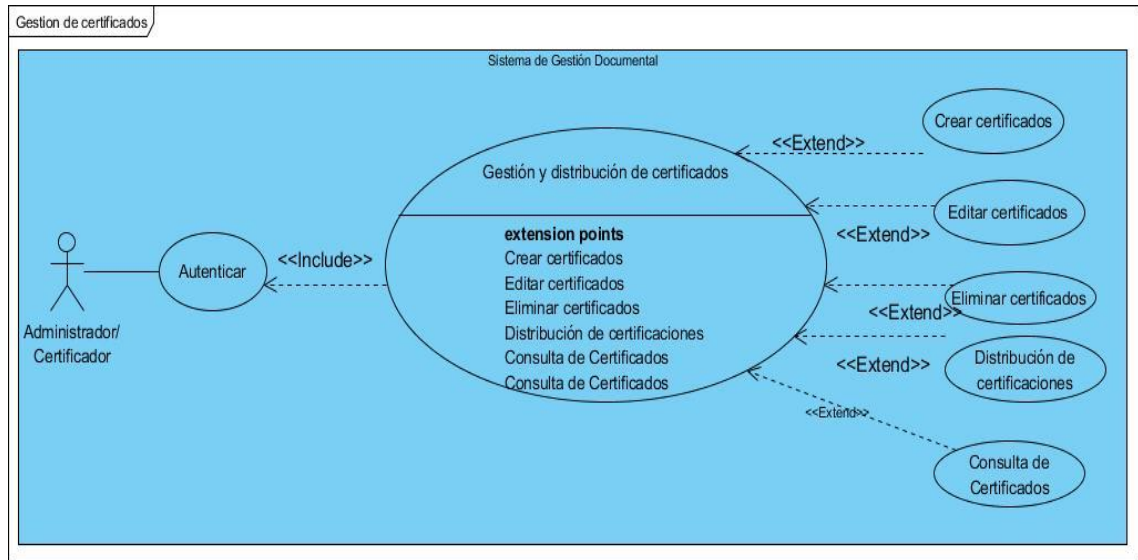 Gestion de certificados
Sistema de Gestión Documental
Crear certificados
<<Extend>>
Gestión y distribución de certificados
Editar certificados
<<Extend>>
extension points
Crear certificados
Editar certificados
Eliminar certificados
Distribución de certificaciones
Consulta de Certificados
Consulta de Certificados
<<Include>>
Autenticar
Administrador/
Certificador
Eliminar certificados
<<Extend>>
Distribución de
certificaciones
<<Extend>>
<<Extend>>
Consulta de
Certificados